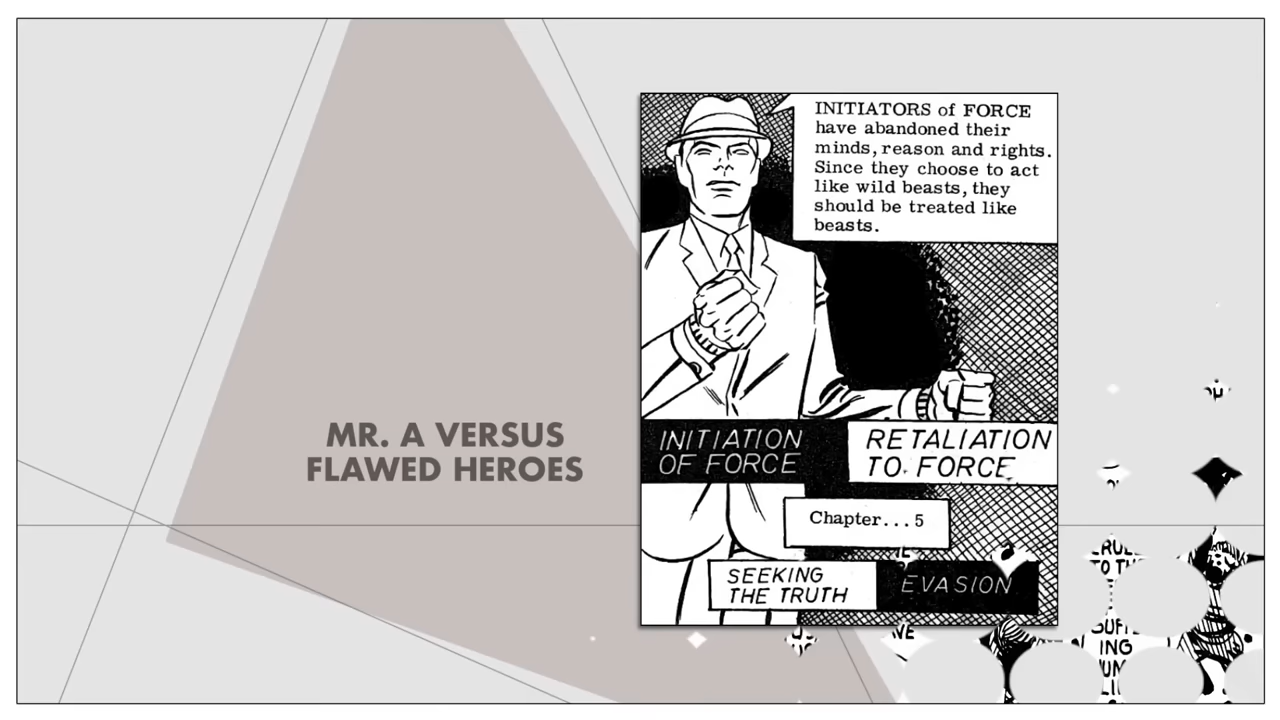 MR. A VERSUS
FLAWED HEROES
INITIATORS of FORCE
have abandoned their
minds, reason and rights.
Since they choose to act
like wild beasts, they
should be treated like
beasts.
INITIATION
OF FORCE
RETALIATION
TO FORCE
Chapter...5
SEEKING
THE TRUTH
EVASION